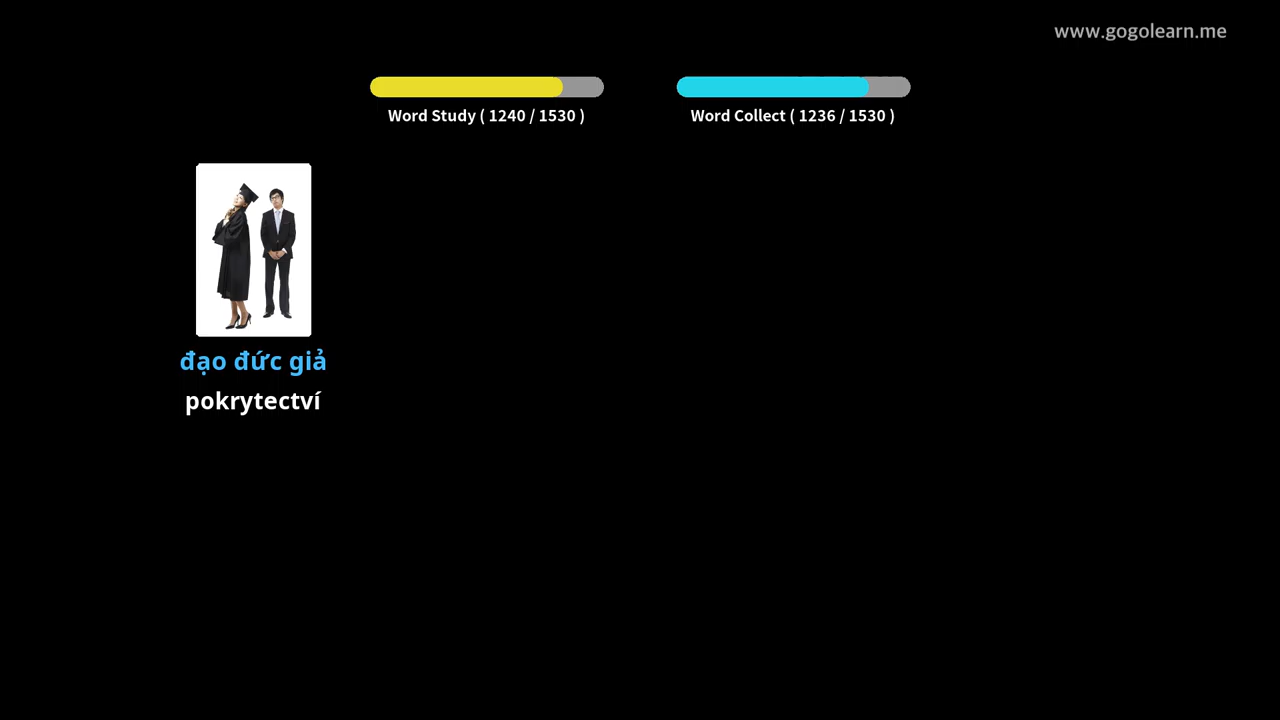 www.gogolearn.me
Word Study ( 1240 / 1530 )
Word Collect ( 1236 / 1530 )
đạo đức giả
pokrytectví